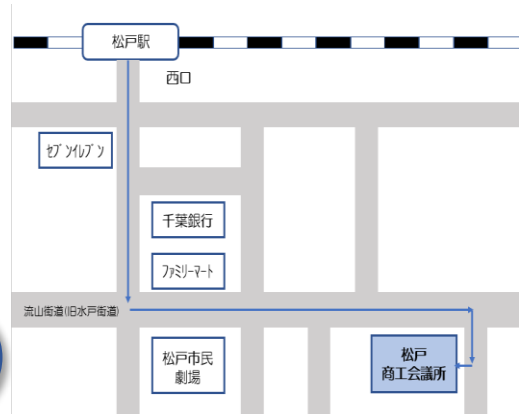 松戸駅
西口
セブンイレブン
千葉銀行
ファミリーマート
流山街道(旧水戸街道)
松戸市民
劇場
松戸
商工会議所